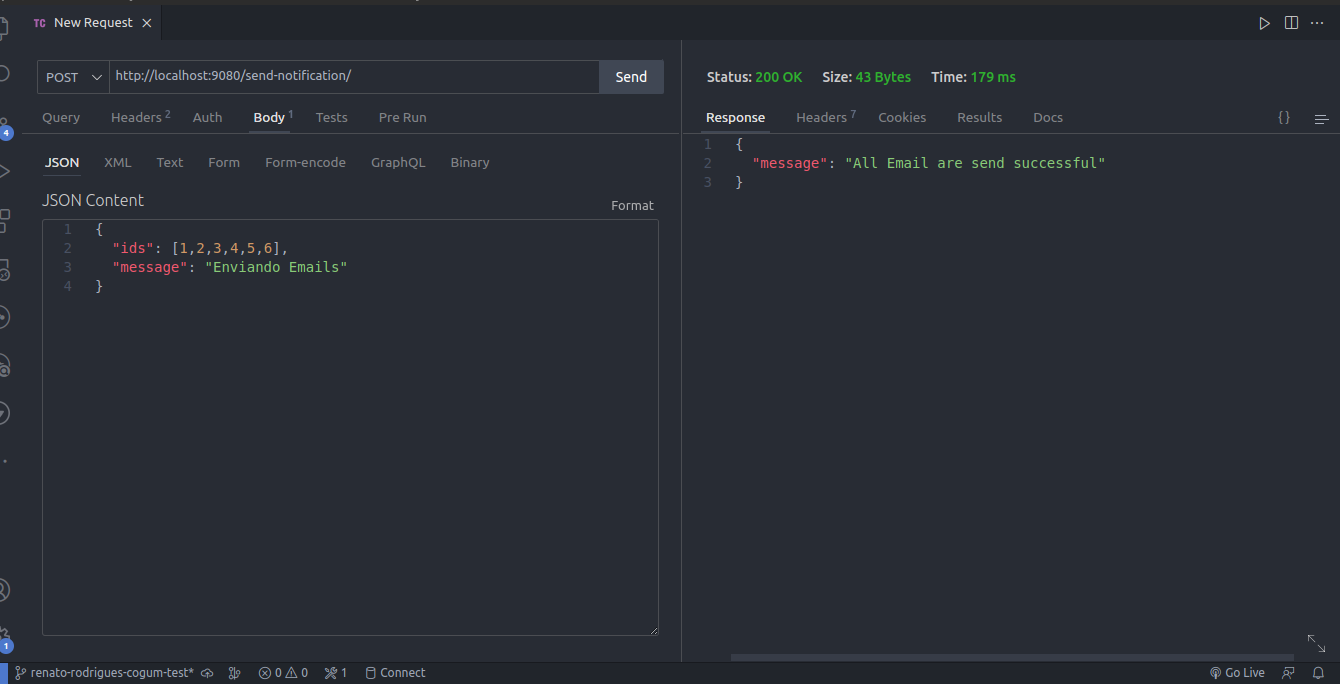 TC New Request
POST http://localhost:9080/send-notification/ Send
Query Headers 2 Auth Body 1 Tests Pre Run
JSON XML Text Form Form-encode GraphQL Binary
JSON Content
Format
1 {
2 "ids": [1,2,3,4,5,6],
3 "message": "Enviando Emails"
4 }
Status: 200 OK Size: 43 Bytes Time: 179 ms
Response Headers 7 Cookies Results Docs {}
1 {
2 "message": "All Email are send successful"
3 }
4
1
renato-rodrigues-cogum-test* 0 0 1 Connect Go Live